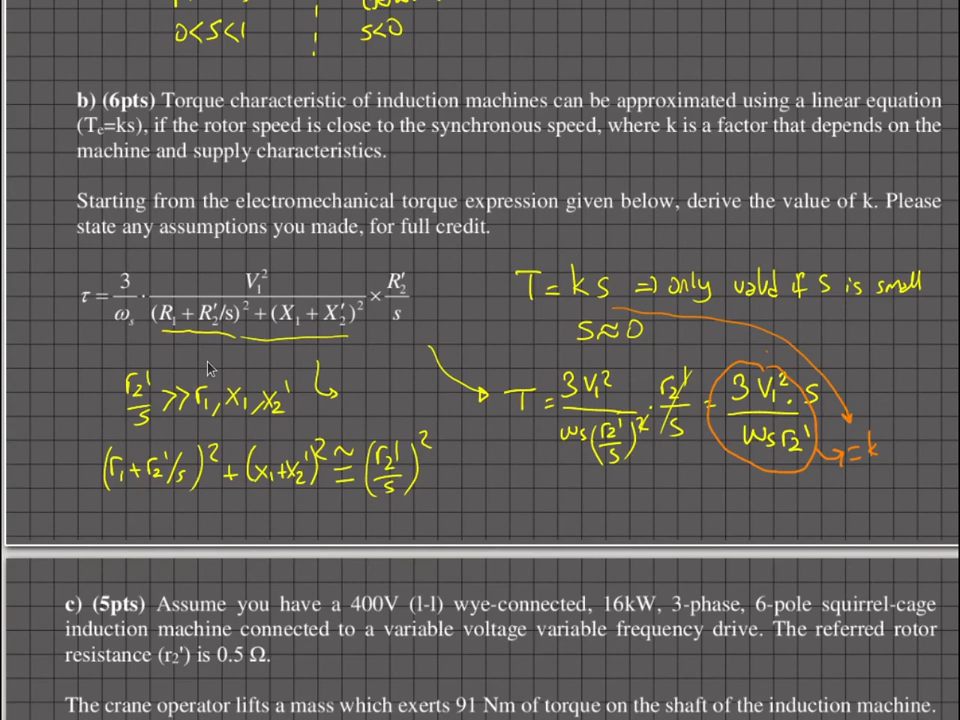 0<S<1 S<0
b) (6pts) Torque characteristic of induction machines can be approximated using a linear equation
(Te=ks), if the rotor speed is close to the synchronous speed, where k is a factor that depends on the
machine and supply characteristics.
Starting from the electromechanical torque expression given below, derive the value of k. Please
state any assumptions you made, for full credit.
τ = 3/ωs · V1²/((R1 + R2'/s)² + (X1 + X2')²) × R2'/s
T = k s ⇒ only valid if s is small
s≈0
r2'/s >> r1, x1, x2'
T = 3V1²/(ωs(r2'/s)²) · r2'/s = 3V1²/(ωs r2') · s
= k
(r1+r2'/s)² + (x1+x2')² ≅ (r2'/s)²
c) (5pts) Assume you have a 400V (l-l) wye-connected, 16kW, 3-phase, 6-pole squirrel-cage
induction machine connected to a variable voltage variable frequency drive. The referred rotor
resistance (r2') is 0.5 Ω.
The crane operator lifts a mass which exerts 91 Nm of torque on the shaft of the induction machine.